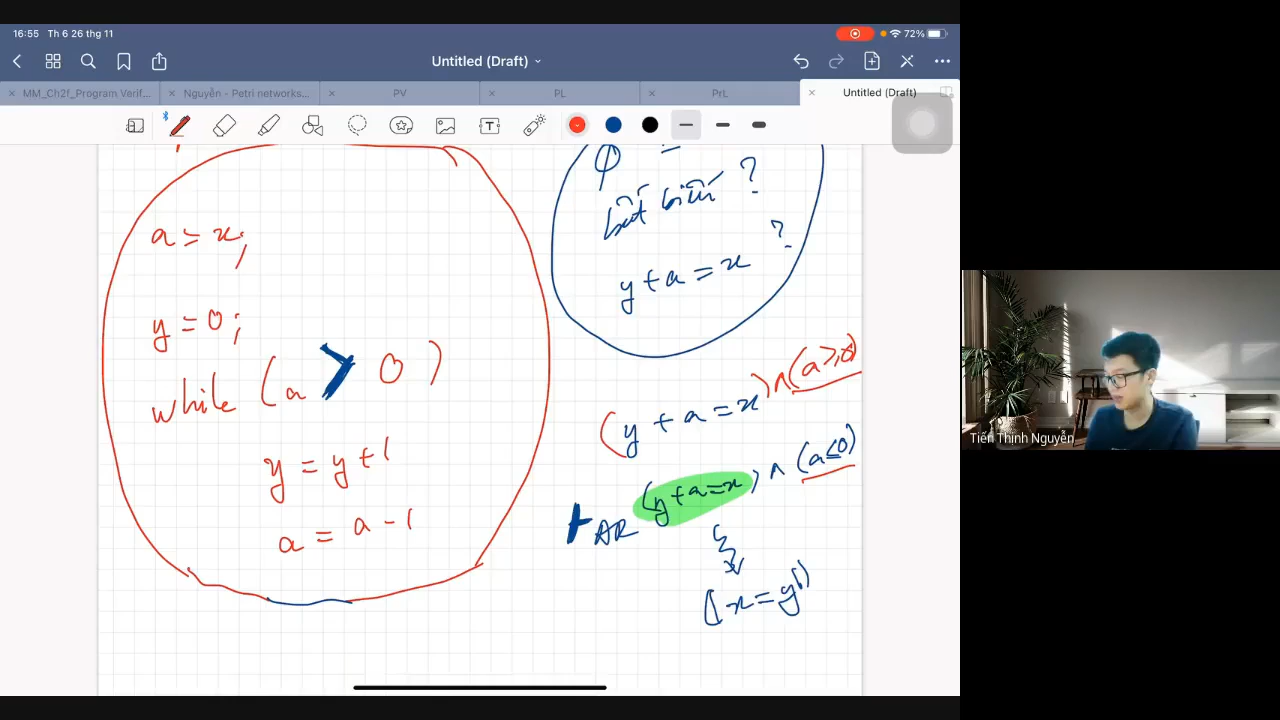 16:55 Th 6 26 thg 11 72%
Untitled (Draft)
MM_Ch2f_Program Verif... Nguyễn - Petri networks... PV PL PrL Untitled (Draft)
φ
bất biến ?
y + a = x ?
a = x;
y = 0;
while (a > 0)
y = y + 1
a = a - 1
(y + a = x) ∧ (a ≥ 0)
⊢AR (y + a = x) ∧ (a ≤ 0)
(x = y)
Tiến Thịnh Nguyễn